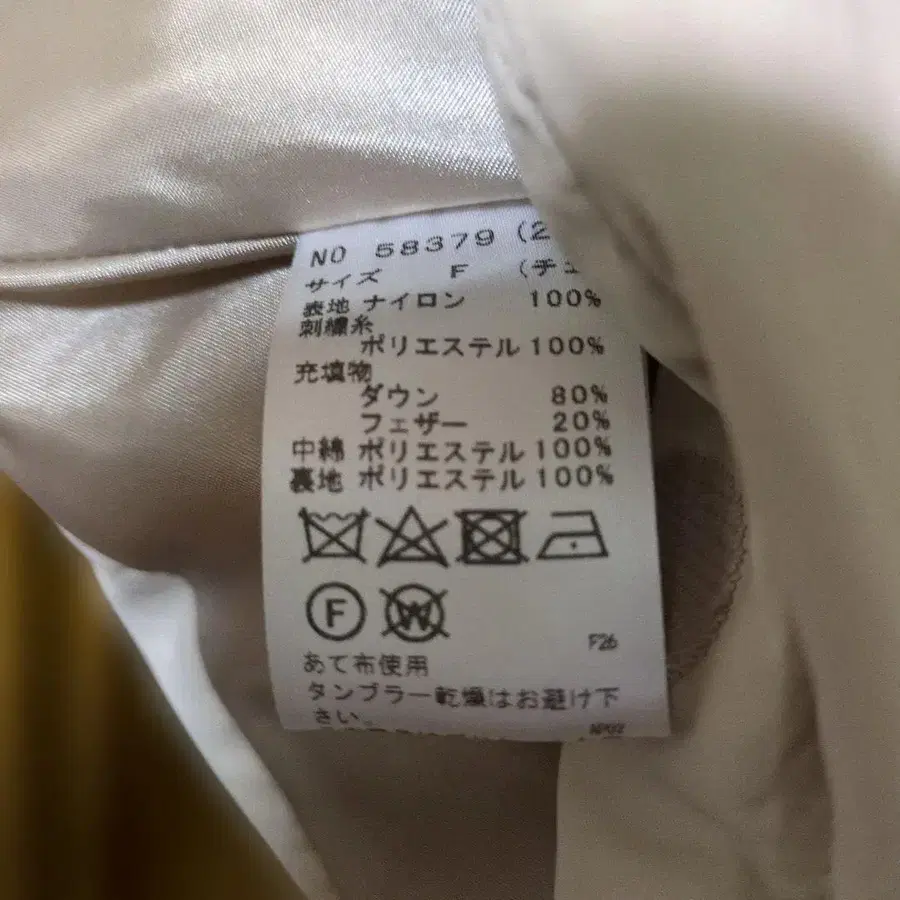 NO 58379 (2
サイズ F (チュ
表地 ナイロン 100%
刺繍糸
ポリエステル 100%
充填物
ダウン 80%
フェザー 20%
中綿 ポリエステル 100%
裏地 ポリエステル 100%
F W
F26
あて布使用
タンブラー乾燥はお避け下
さい。